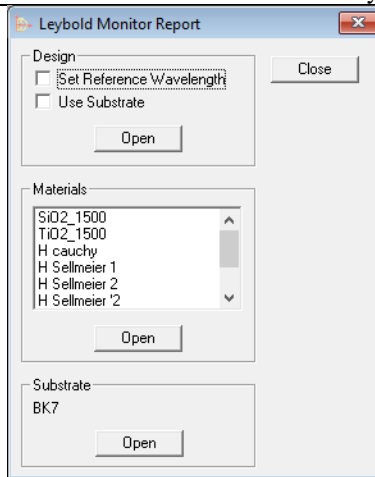 Leybold Monitor Report
Design
Set Reference Wavelength
Use Substrate
Open
Close
Materials
SiO2_1500
TiO2_1500
H cauchy
H Sellmeier 1
H Sellmeier 2
H Sellmeier '2
Open
Substrate
BK7
Open